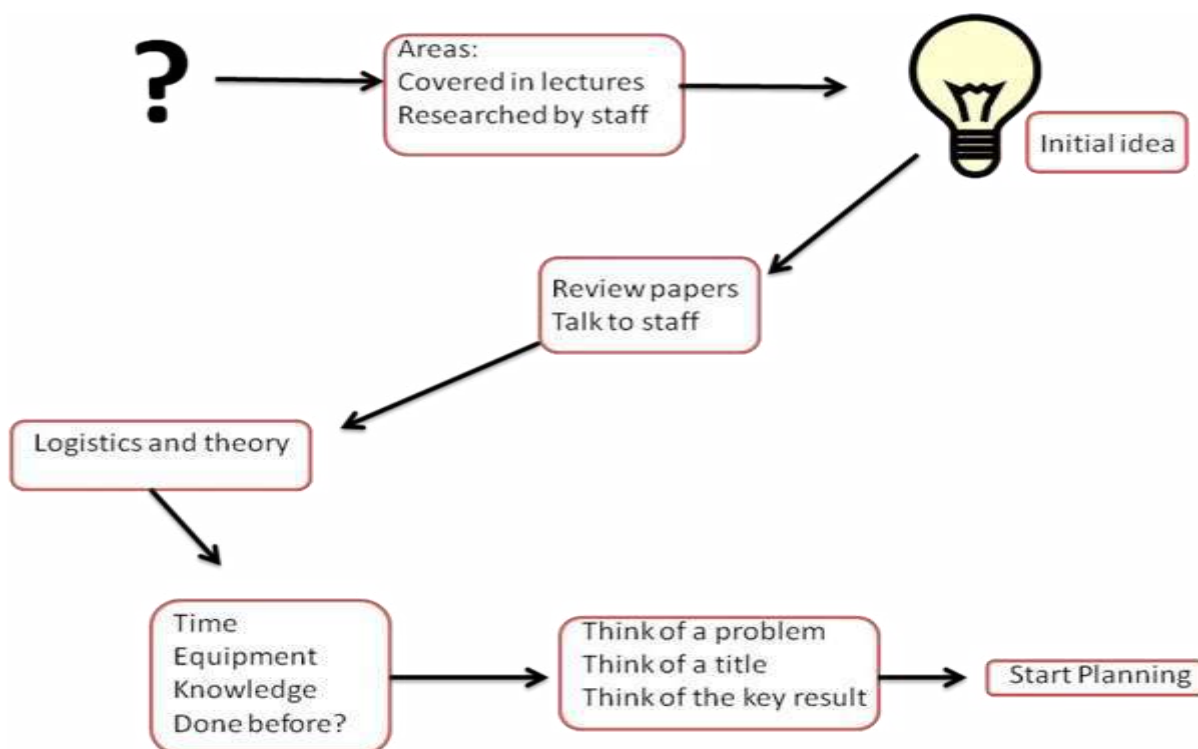 ?
Areas:
Covered in lectures
Researched by staff
Initial idea
Review papers
Talk to staff
Logistics and theory
Time
Equipment
Knowledge
Done before?
Think of a problem
Think of a title
Think of the key result
Start Planning